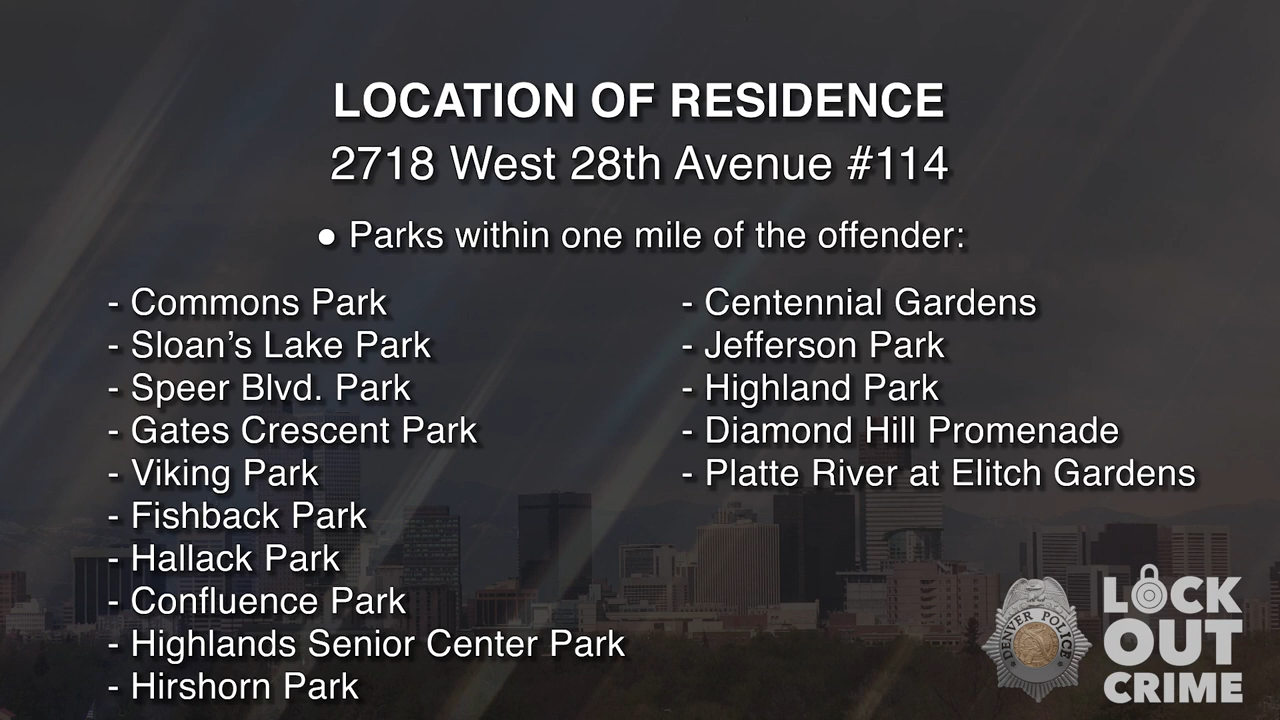 LOCATION OF RESIDENCE
2718 West 28th Avenue #114
● Parks within one mile of the offender:
- Commons Park
- Sloan’s Lake Park
- Speer Blvd. Park
- Gates Crescent Park
- Viking Park
- Fishback Park
- Hallack Park
- Confluence Park
- Highlands Senior Center Park
- Hirshorn Park
- Centennial Gardens
- Jefferson Park
- Highland Park
- Diamond Hill Promenade
- Platte River at Elitch Gardens
DENVER POLICE
LOCK
OUT
CRIME